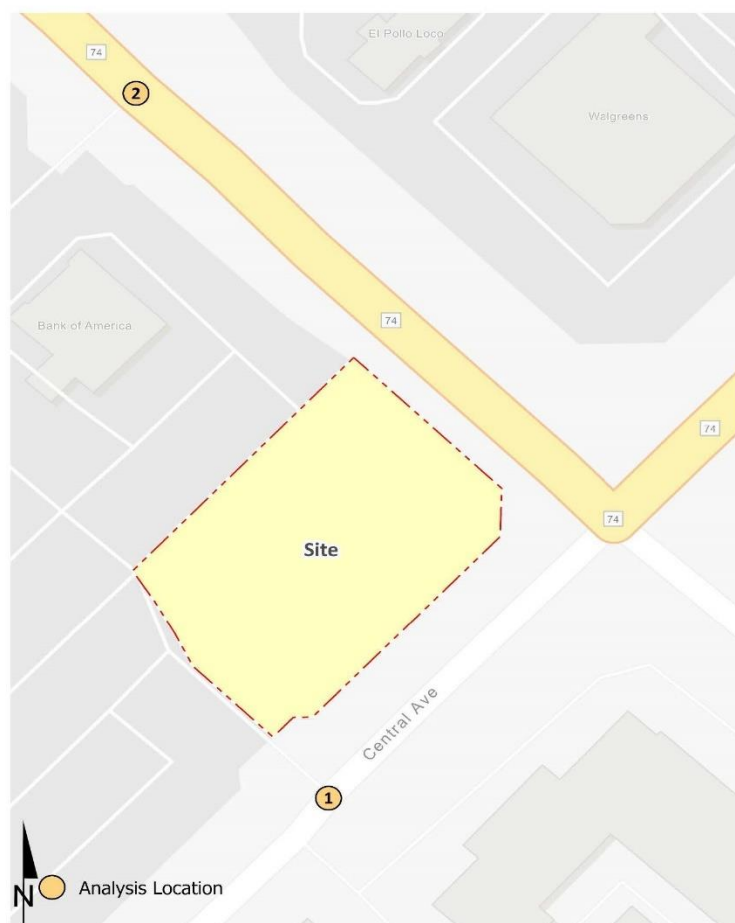 El Pollo Loco
74
2
Walgreens
74
Bank of America
74
74
Site
Central Ave
1
N
Analysis Location